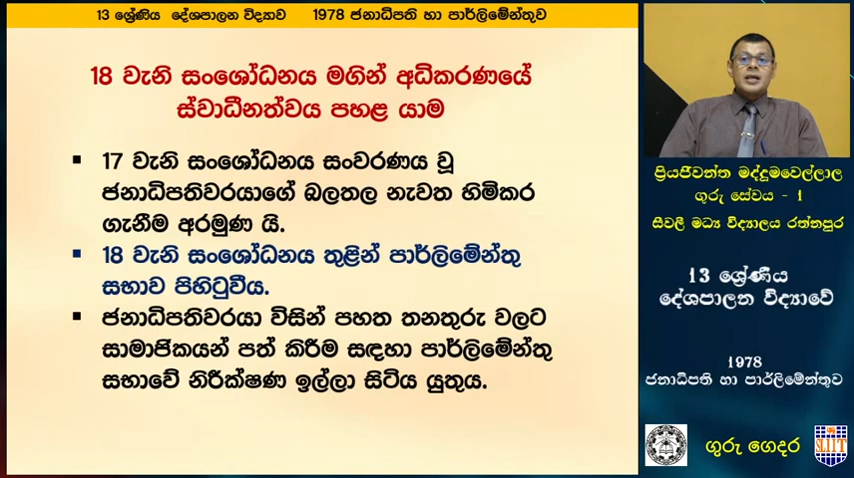 13 ශ්‍රේණිය දේශපාලන විද්‍යාව 1978 ජනාධිපති හා පාර්ලිමේන්තුව
18 වැනි සංශෝධනය මගින් අධිකරණයේ
ස්වාධීනත්වය පහළ යාම
▪ 17 වැනි සංශෝධනය සංවරණය වූ
ජනාධිපතිවරයාගේ බලතල නැවත හිමිකර
ගැනීම අරමුණ යි.
▪ 18 වැනි සංශෝධනය තුළින් පාර්ලිමේන්තු
සභාව පිහිටුවීය.
▪ ජනාධිපතිවරයා විසින් පහත තනතුරු වලට
සාමාජිකයන් පත් කිරීම සඳහා පාර්ලිමේන්තු
සභාවේ නිරීක්ෂණ ඉල්ලා සිටිය යුතුය.
ප්‍රියජීවන්ත මද්දුමවෙල්ලාල
ගුරු සේවය - 1
සීවලී මධ්‍ය විද්‍යාලය රත්නපුර
13 ශ්‍රේණිය
දේශපාලන විද්‍යාවේ
1978
ජනාධිපති හා පාර්ලිමේන්තුව
ගුරු ගෙදර
SLIIT